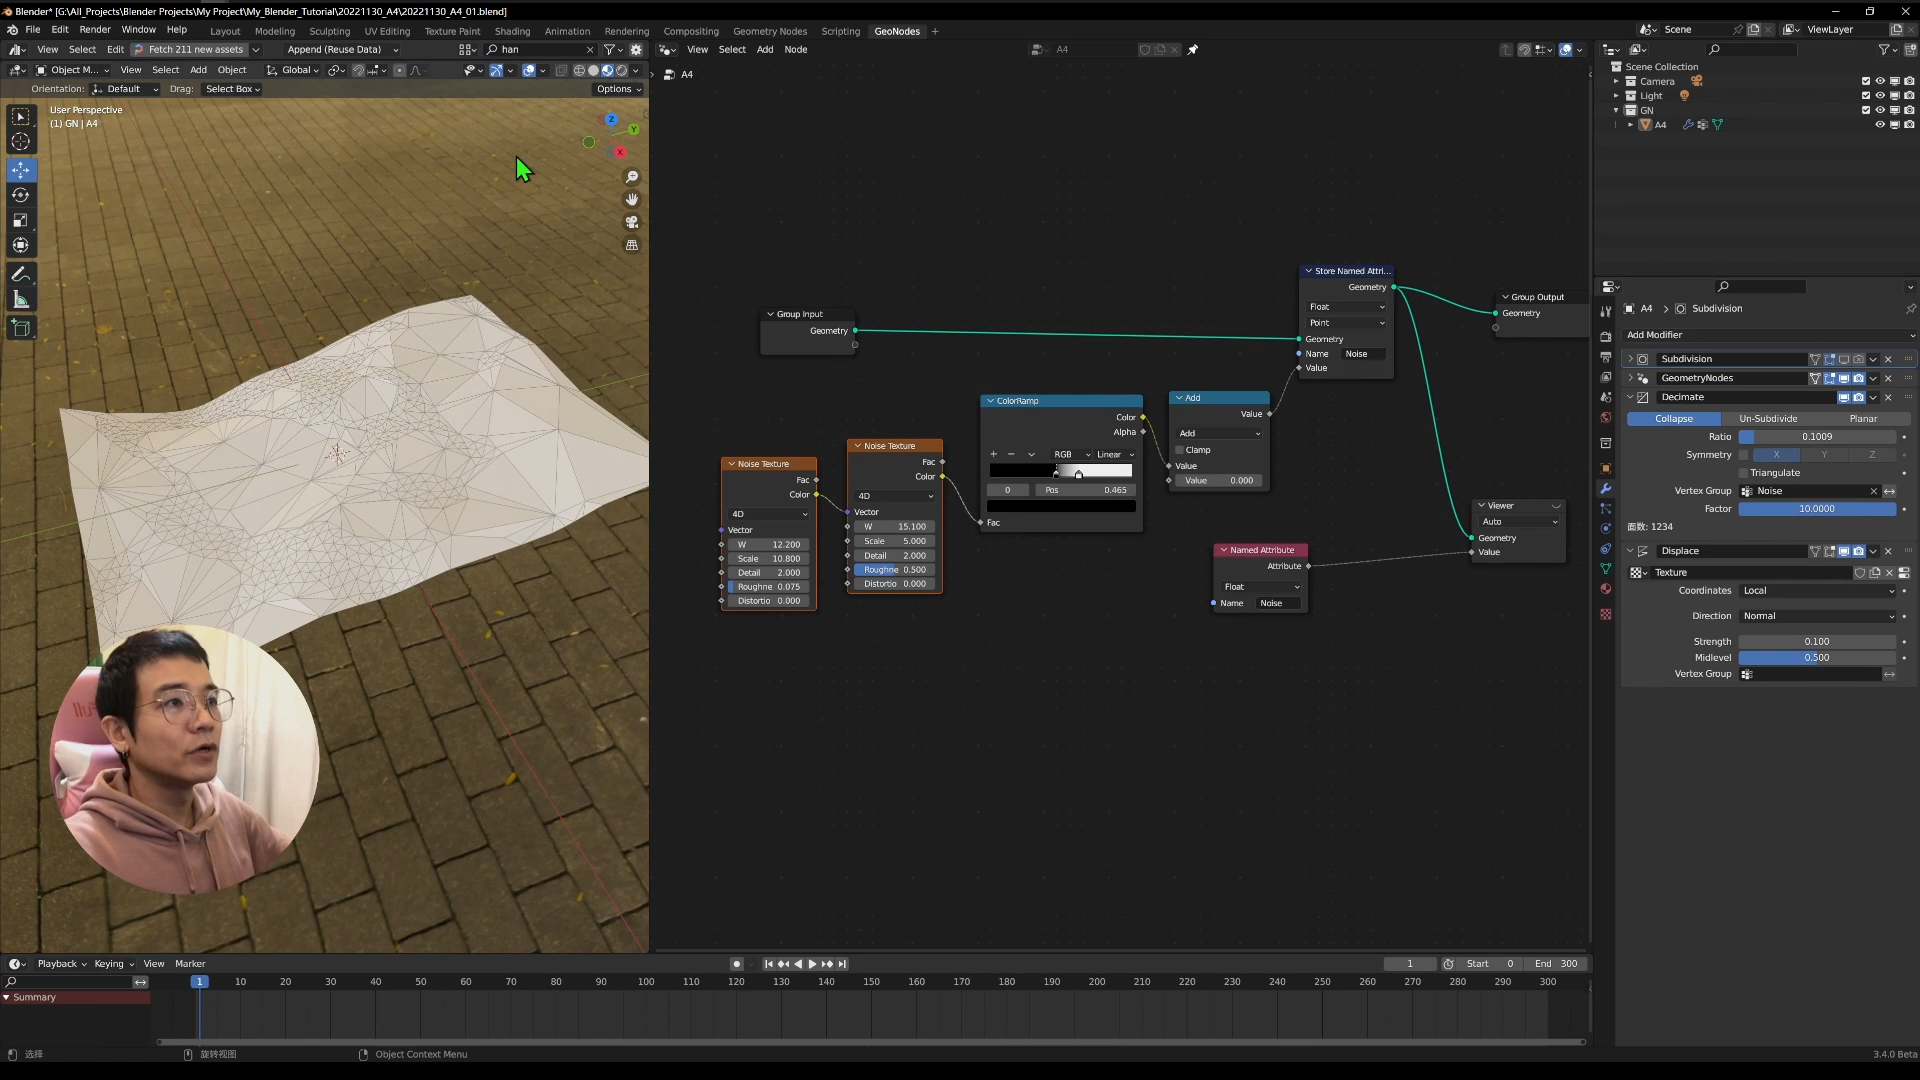 Blender* [G:\All_Projects\Blender Projects\My Project\My_Blender_Tutorial\20221130_A4\20221130_A4_01.blend]
File Edit Render Window Help Layout Modeling Sculpting UV Editing Texture Paint Shading Animation Rendering Compositing Geometry Nodes Scripting GeoNodes + Scene ViewLayer
View Select Edit Fetch 211 new assets Append (Reuse Data) han View Select Add Node A4
Object M... View Select Add Object Global
Orientation: Default Drag: Select Box Options
User Perspective
(1) GN | A4
Z
Y
X
A4
Group Input
Geometry
Noise Texture
Fac
Color
4D
Vector
W 12.200
Scale 10.800
Detail 2.000
Roughne 0.075
Distortio 0.000
Noise Texture
Fac
Color
4D
Vector
W 15.100
Scale 5.000
Detail 2.000
Roughne 0.500
Distortio 0.000
ColorRamp
Color
Alpha
+ − RGB Linear
0 Pos 0.465
Fac
Add
Value
Add
Clamp
Value
Value 0.000
Store Named Attri...
Geometry
Float
Point
Geometry
Name Noise
Value
Named Attribute
Attribute
Float
Name Noise
Group Output
Geometry
Viewer
Auto
Geometry
Value
Scene Collection
Camera
Light
GN
A4
A4 Subdivision
Add Modifier
Subdivision
GeometryNodes
Decimate
Collapse Un-Subdivide Planar
Ratio 0.1009
Symmetry X Y Z
Triangulate
Vertex Group Noise
Factor 10.0000
面数: 1234
Displace
Texture
Coordinates Local
Direction Normal
Strength 0.100
Midlevel 0.500
Vertex Group
Playback Keying View Marker 1 Start 0 End 300
1 10 20 30 40 50 60 70 80 90 100 110 120 130 140 150 160 170 180 190 200 210 220 230 240 250 260 270 280 290 300
Summary
选择 旋转视图 Object Context Menu 3.4.0 Beta